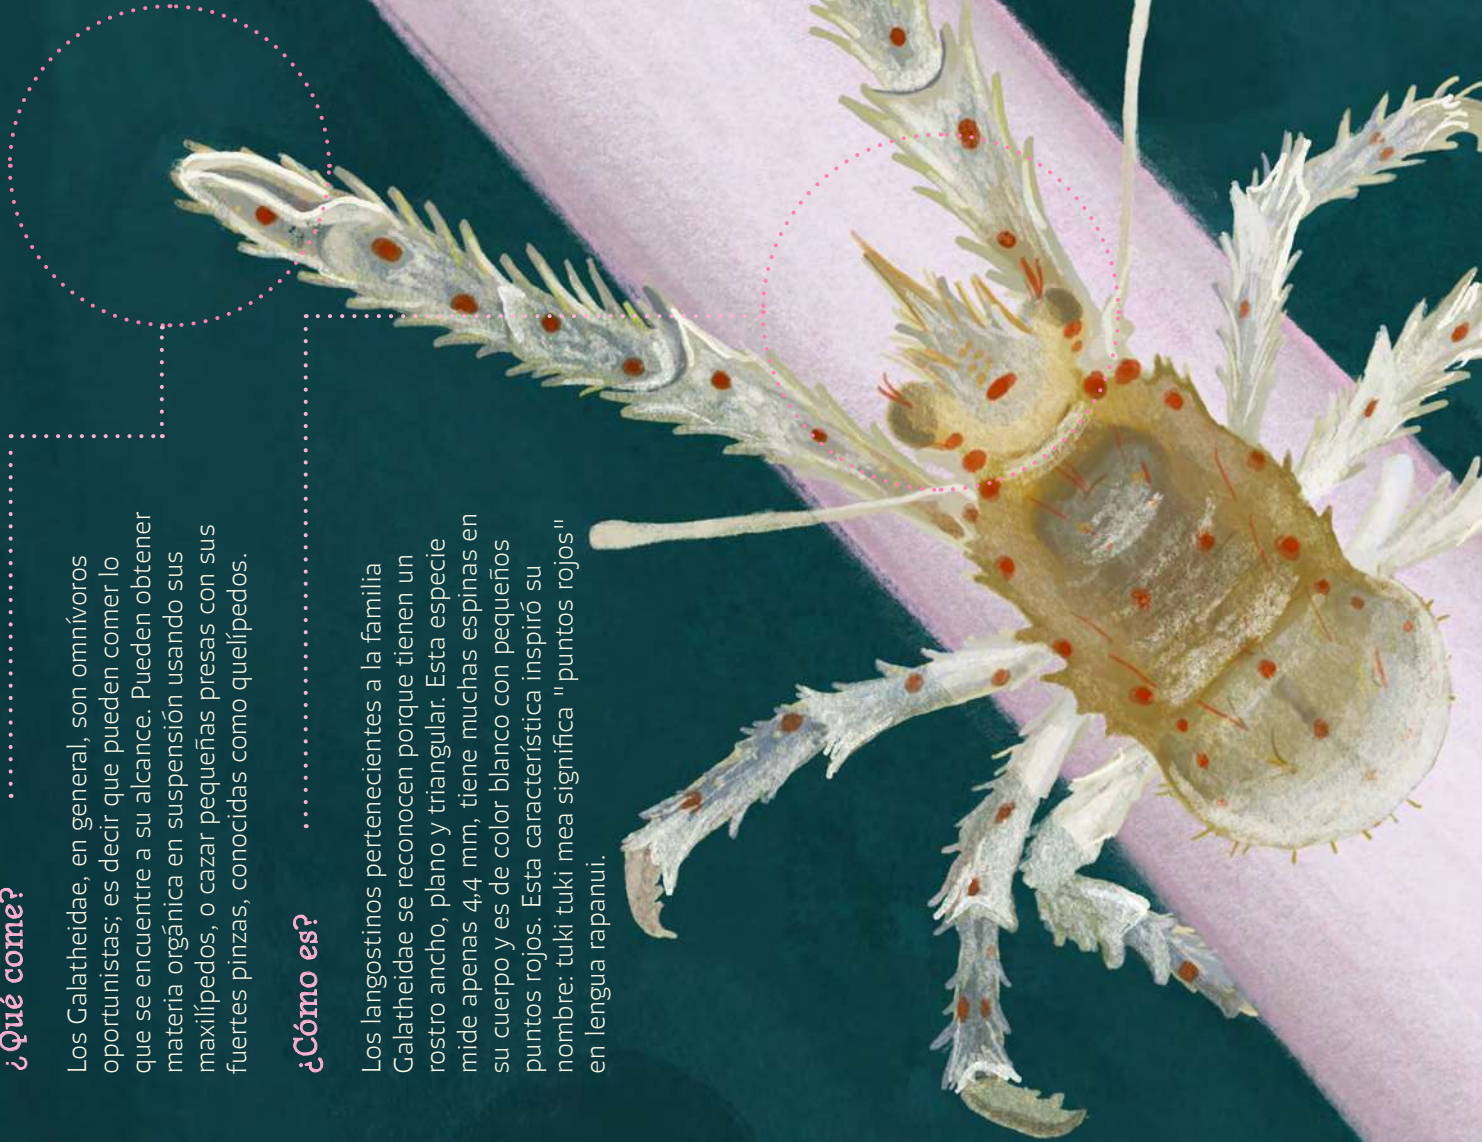 ¿Qué come?
Los Galatheidae, en general, son omnívoros
oportunistas; es decir que pueden comer lo
que se encuentre a su alcance. Pueden obtener
materia orgánica en suspensión usando sus
maxilípedos, o cazar pequeñas presas con sus
fuertes pinzas, conocidas como quelípedos.
¿Cómo es?
Los langostinos pertenecientes a la familia
Galatheidae se reconocen porque tienen un
rostro ancho, plano y triangular. Esta especie
mide apenas 4,4 mm, tiene muchas espinas en
su cuerpo y es de color blanco con pequeños
puntos rojos. Esta característica inspiró su
nombre: tuki tuki mea significa "puntos rojos"
en lengua rapanui.